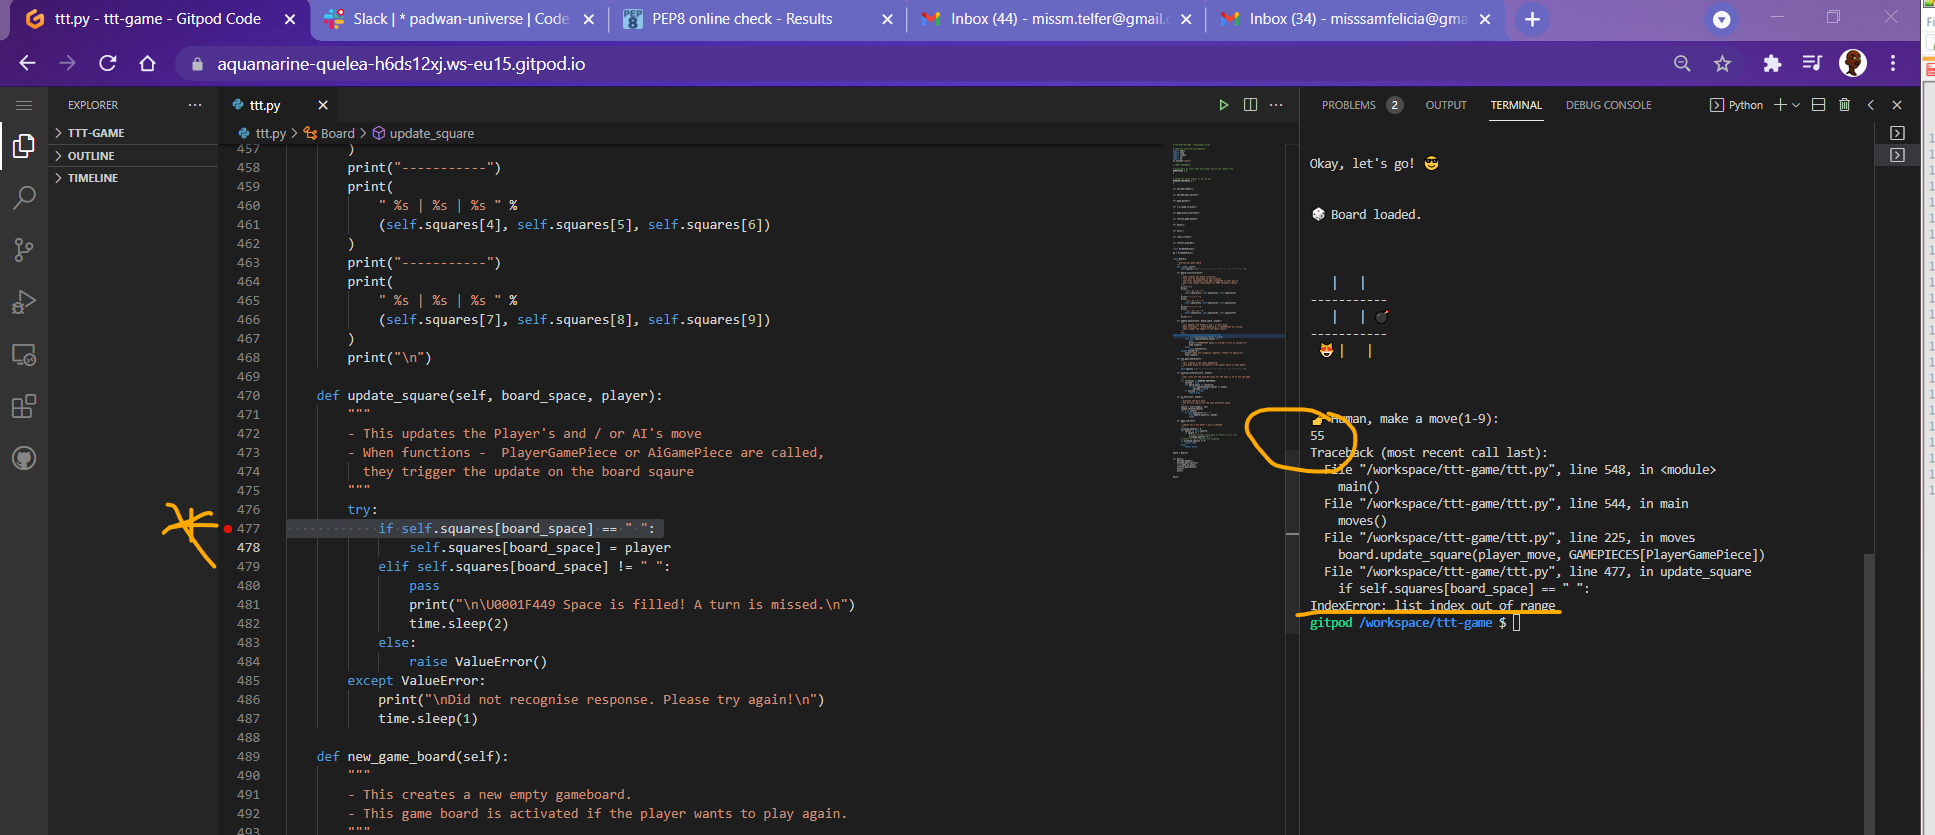 ttt.py - ttt-game - Gitpod Code
Slack | * padwan-universe | Code
PEP8 online check - Results
Inbox (44) - missm.telfer@gmail.c
Inbox (34) - misssamfelicia@gma
aquamarine-quelea-h6ds12xj.ws-eu15.gitpod.io
EXPLORER
TTT-GAME
OUTLINE
TIMELINE
ttt.py
ttt.py > Board > update_square
457 )
458 print("-----------")
459 print(
460 " %s | %s | %s " %
461 (self.squares[4], self.squares[5], self.squares[6])
462 )
463 print("-----------")
464 print(
465 " %s | %s | %s " %
466 (self.squares[7], self.squares[8], self.squares[9])
467 )
468 print("\n")
469
470 def update_square(self, board_space, player):
471 """
472 - This updates the Player's and / or AI's move
473 - When functions -  PlayerGamePiece or AiGamePiece are called,
474 they trigger the update on the board sqaure
475 """
476 try:
477 if self.squares[board_space] == " ":
478 self.squares[board_space] = player
479 elif self.squares[board_space] != " ":
480 pass
481 print("\n\U0001F449 Space is filled! A turn is missed.\n")
482 time.sleep(2)
483 else:
484 raise ValueError()
485 except ValueError:
486 print("\nDid not recognise response. Please try again!\n")
487 time.sleep(1)
488
489 def new_game_board(self):
490 """
491 - This creates a new empty gameboard.
492 - This game board is activated if the player wants to play again.
493 """
PROBLEMS 2 OUTPUT TERMINAL DEBUG CONSOLE
Python
Okay, let's go! 😎
🎲 Board loaded.
| |
-----------
| | 💣
-----------
😻 | |
👉 Human, make a move(1-9):
55
Traceback (most recent call last):
File "/workspace/ttt-game/ttt.py", line 548, in <module>
main()
File "/workspace/ttt-game/ttt.py", line 544, in main
moves()
File "/workspace/ttt-game/ttt.py", line 225, in moves
board.update_square(player_move, GAMEPIECES[PlayerGamePiece])
File "/workspace/ttt-game/ttt.py", line 477, in update_square
if self.squares[board_space] == " ":
IndexError: list index out of range
gitpod /workspace/ttt-game $